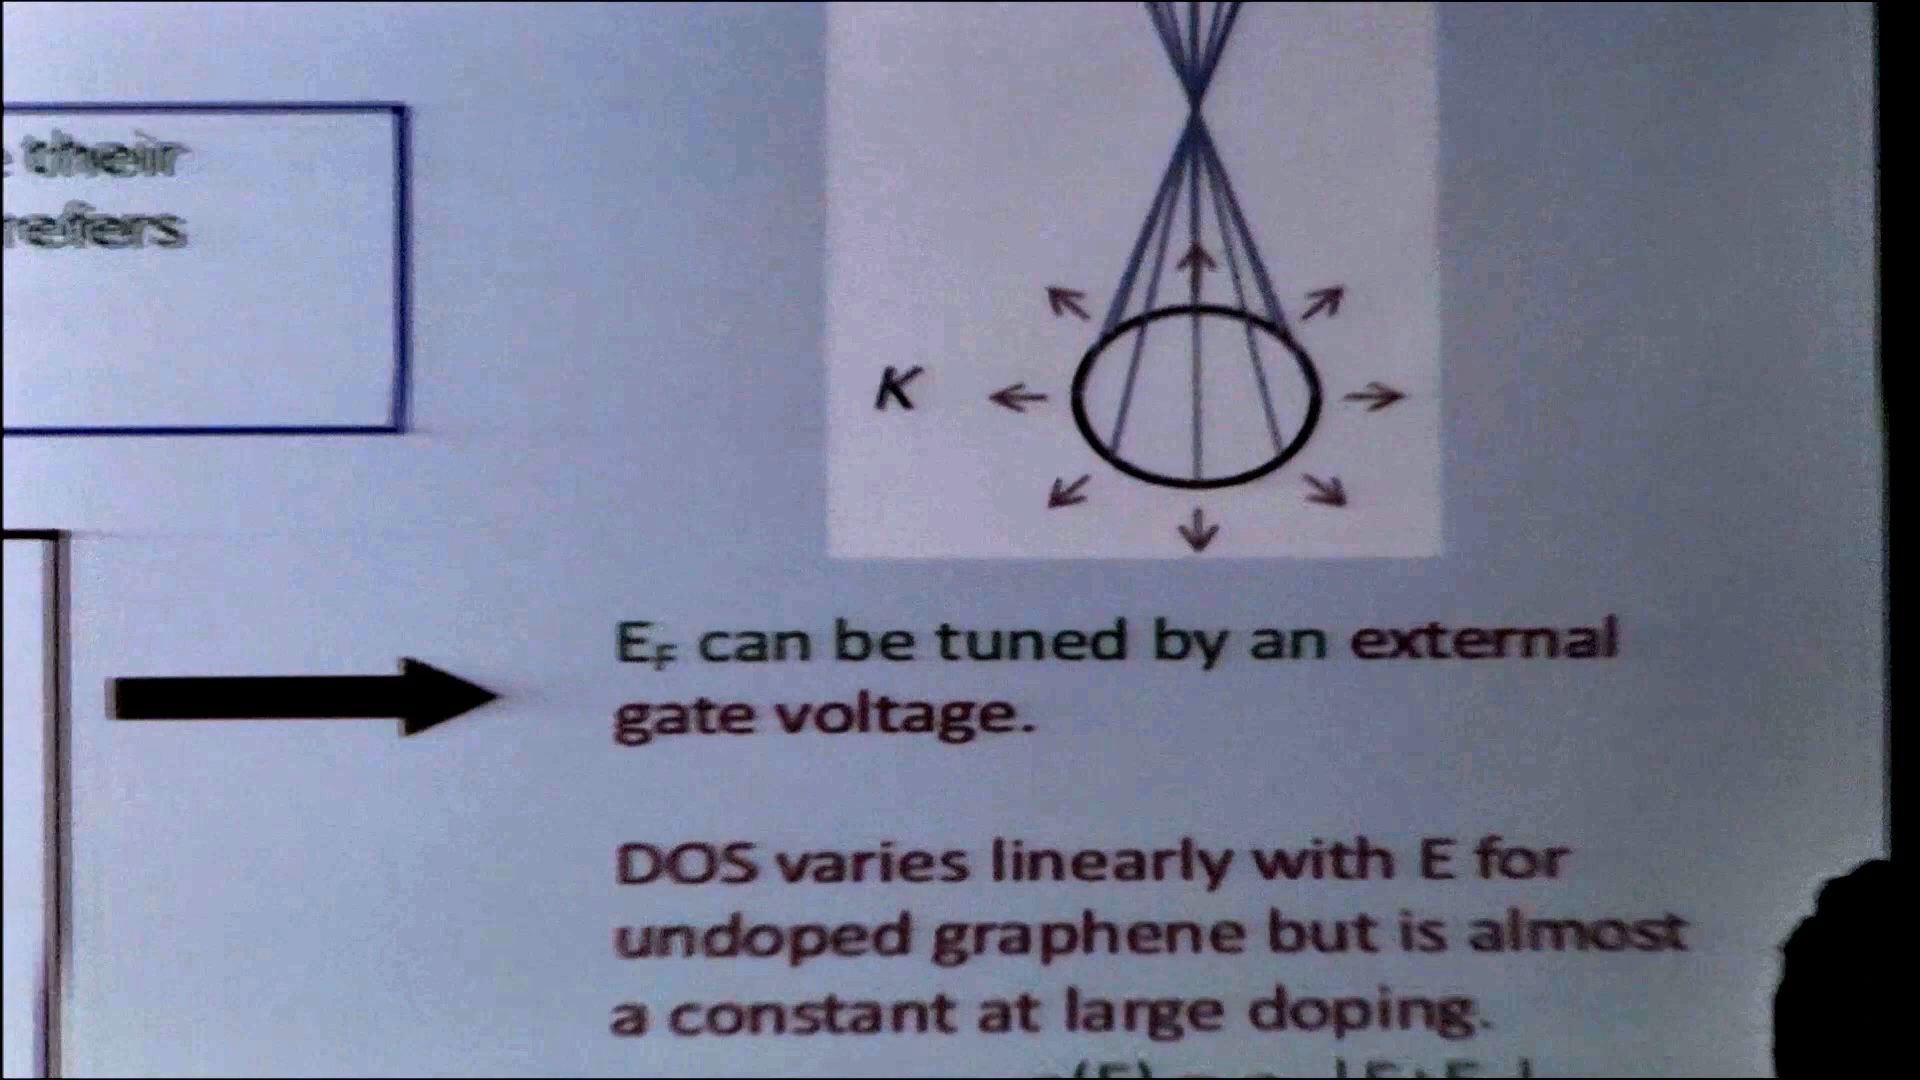 their
refers
K
E_F can be tuned by an external
gate voltage.
DOS varies linearly with E for
undoped graphene but is almost
a constant at large doping.